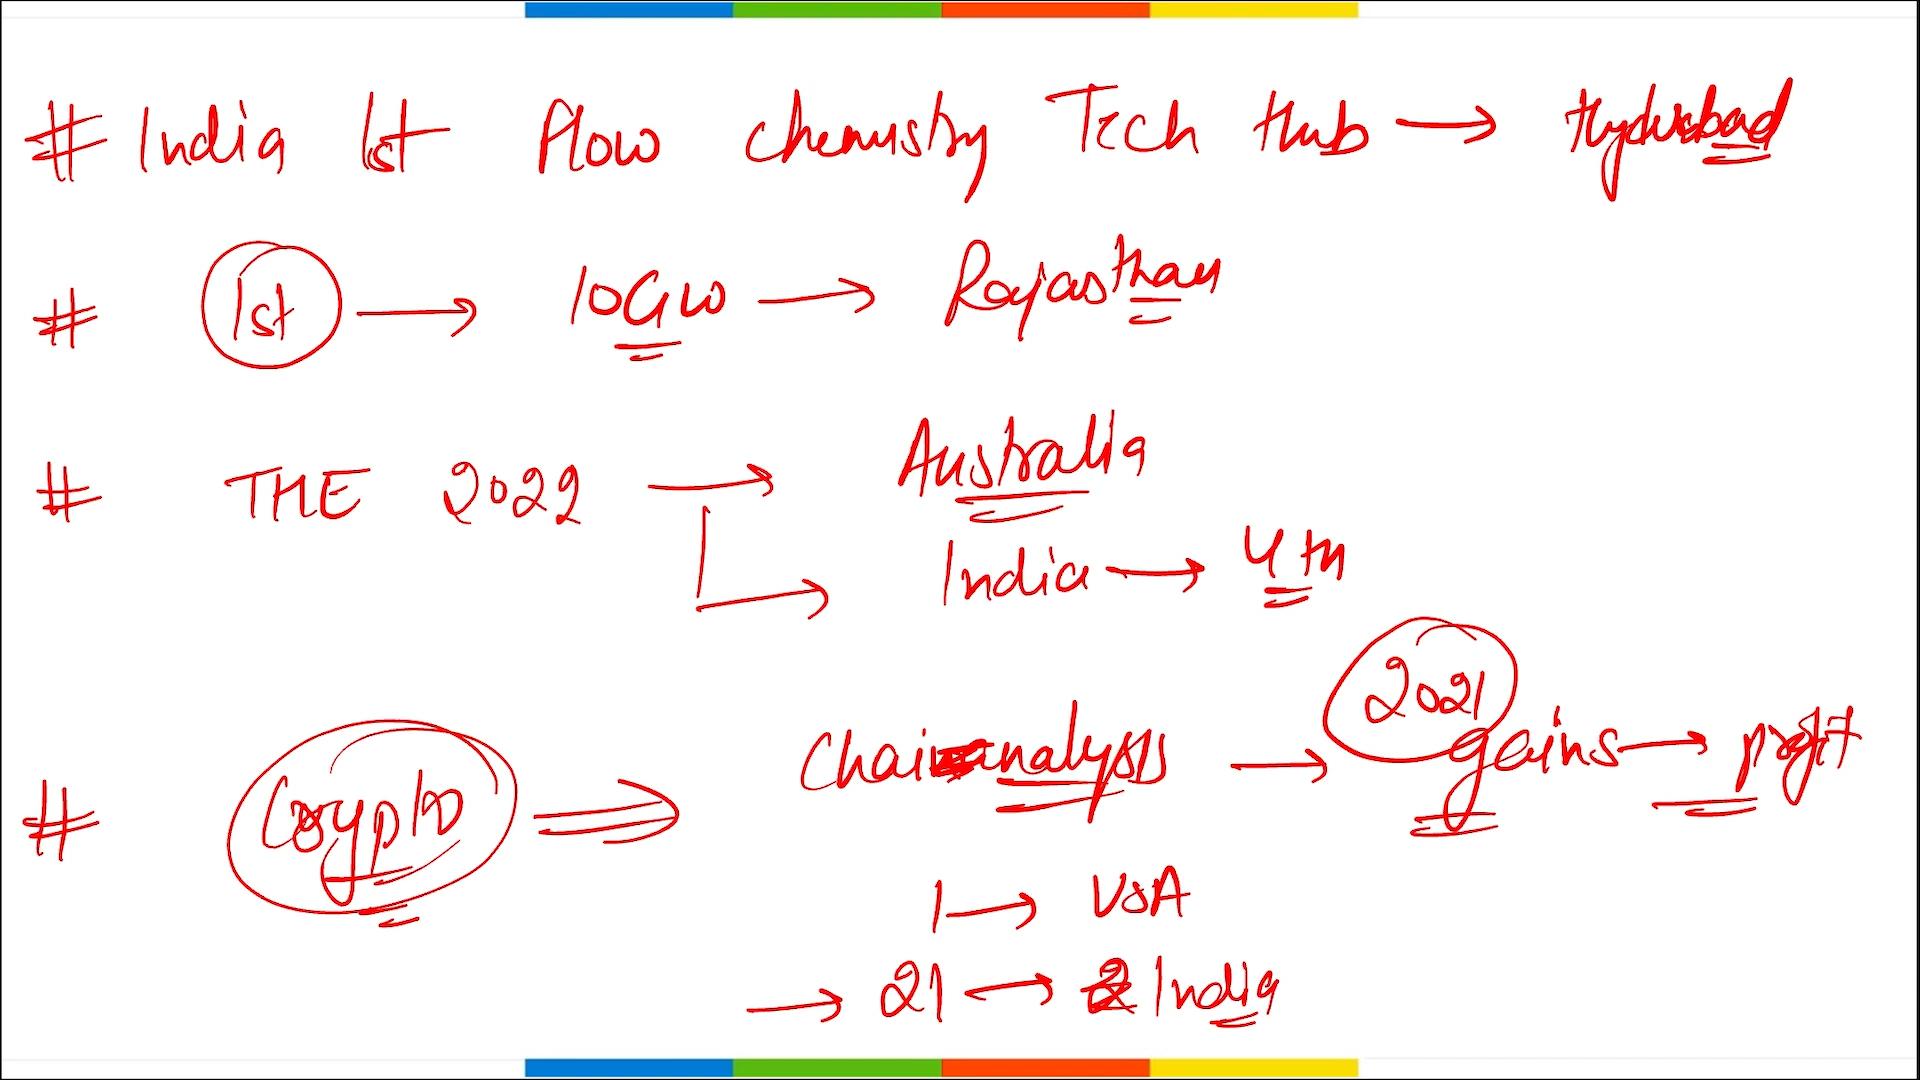 # India 1st Flow chemistry Tech Hub → Hyderabad
# 1st → 10GW → Rajasthan
# THE 2022 → Australia
India → 4th
2021
# Crypto ⇒ Chainanalysis → gains → profit
1 → USA
→ 21 → India